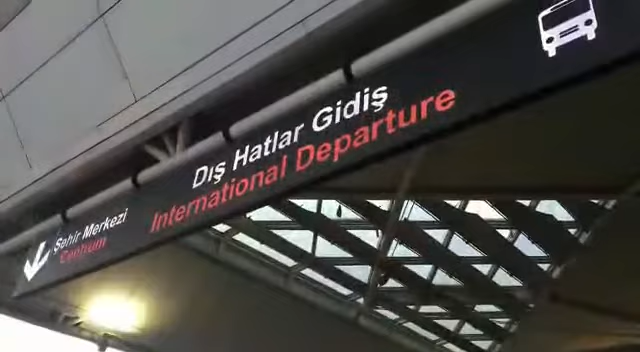 Dış Hatlar Gidiş
International Departure
Şehir Merkezi
Centrum